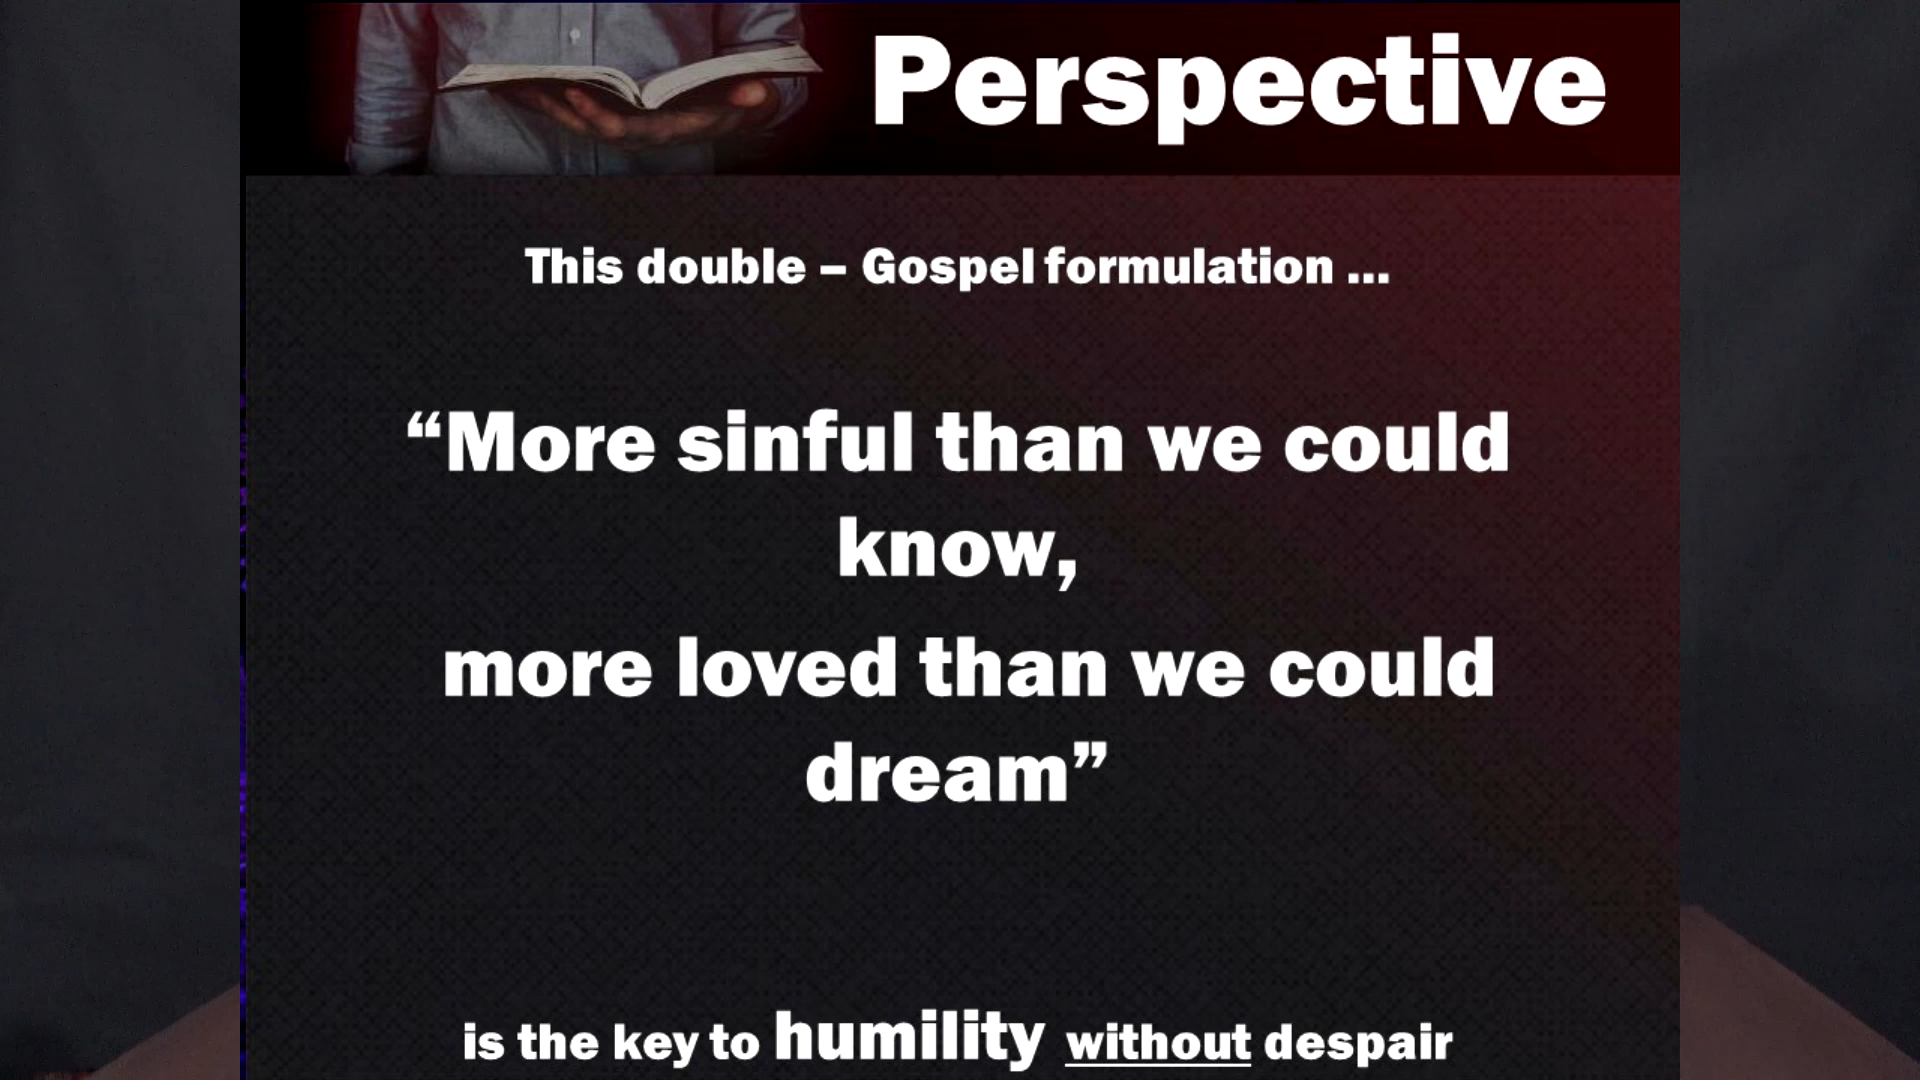 Perspective
This double – Gospel formulation ...
“More sinful than we could
know,
more loved than we could
dream”
is the key to humility without despair